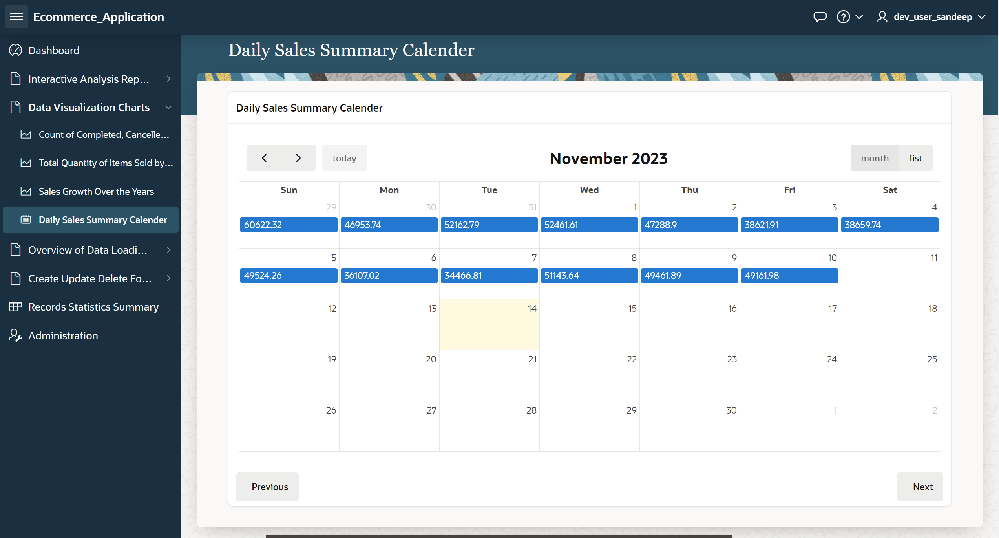 Ecommerce_Application
dev_user_sandeep
Dashboard
Interactive Analysis Rep...
Data Visualization Charts
Count of Completed, Cancelle...
Total Quantity of Items Sold by...
Sales Growth Over the Years
Daily Sales Summary Calender
Overview of Data Loadi...
Create Update Delete Fo...
Records Statistics Summary
Administration
Daily Sales Summary Calender
Daily Sales Summary Calender
today
November 2023
month list
Sun Mon Tue Wed Thu Fri Sat
29 30 31 1 2 3 4
60622.32 46953.74 52162.79 52461.61 47288.9 38621.91 38659.74
5 6 7 8 9 10 11
49524.26 36107.02 34466.81 51143.64 49461.89 49161.98
12 13 14 15 16 17 18
19 20 21 22 23 24 25
26 27 28 29 30 1 2
Previous Next